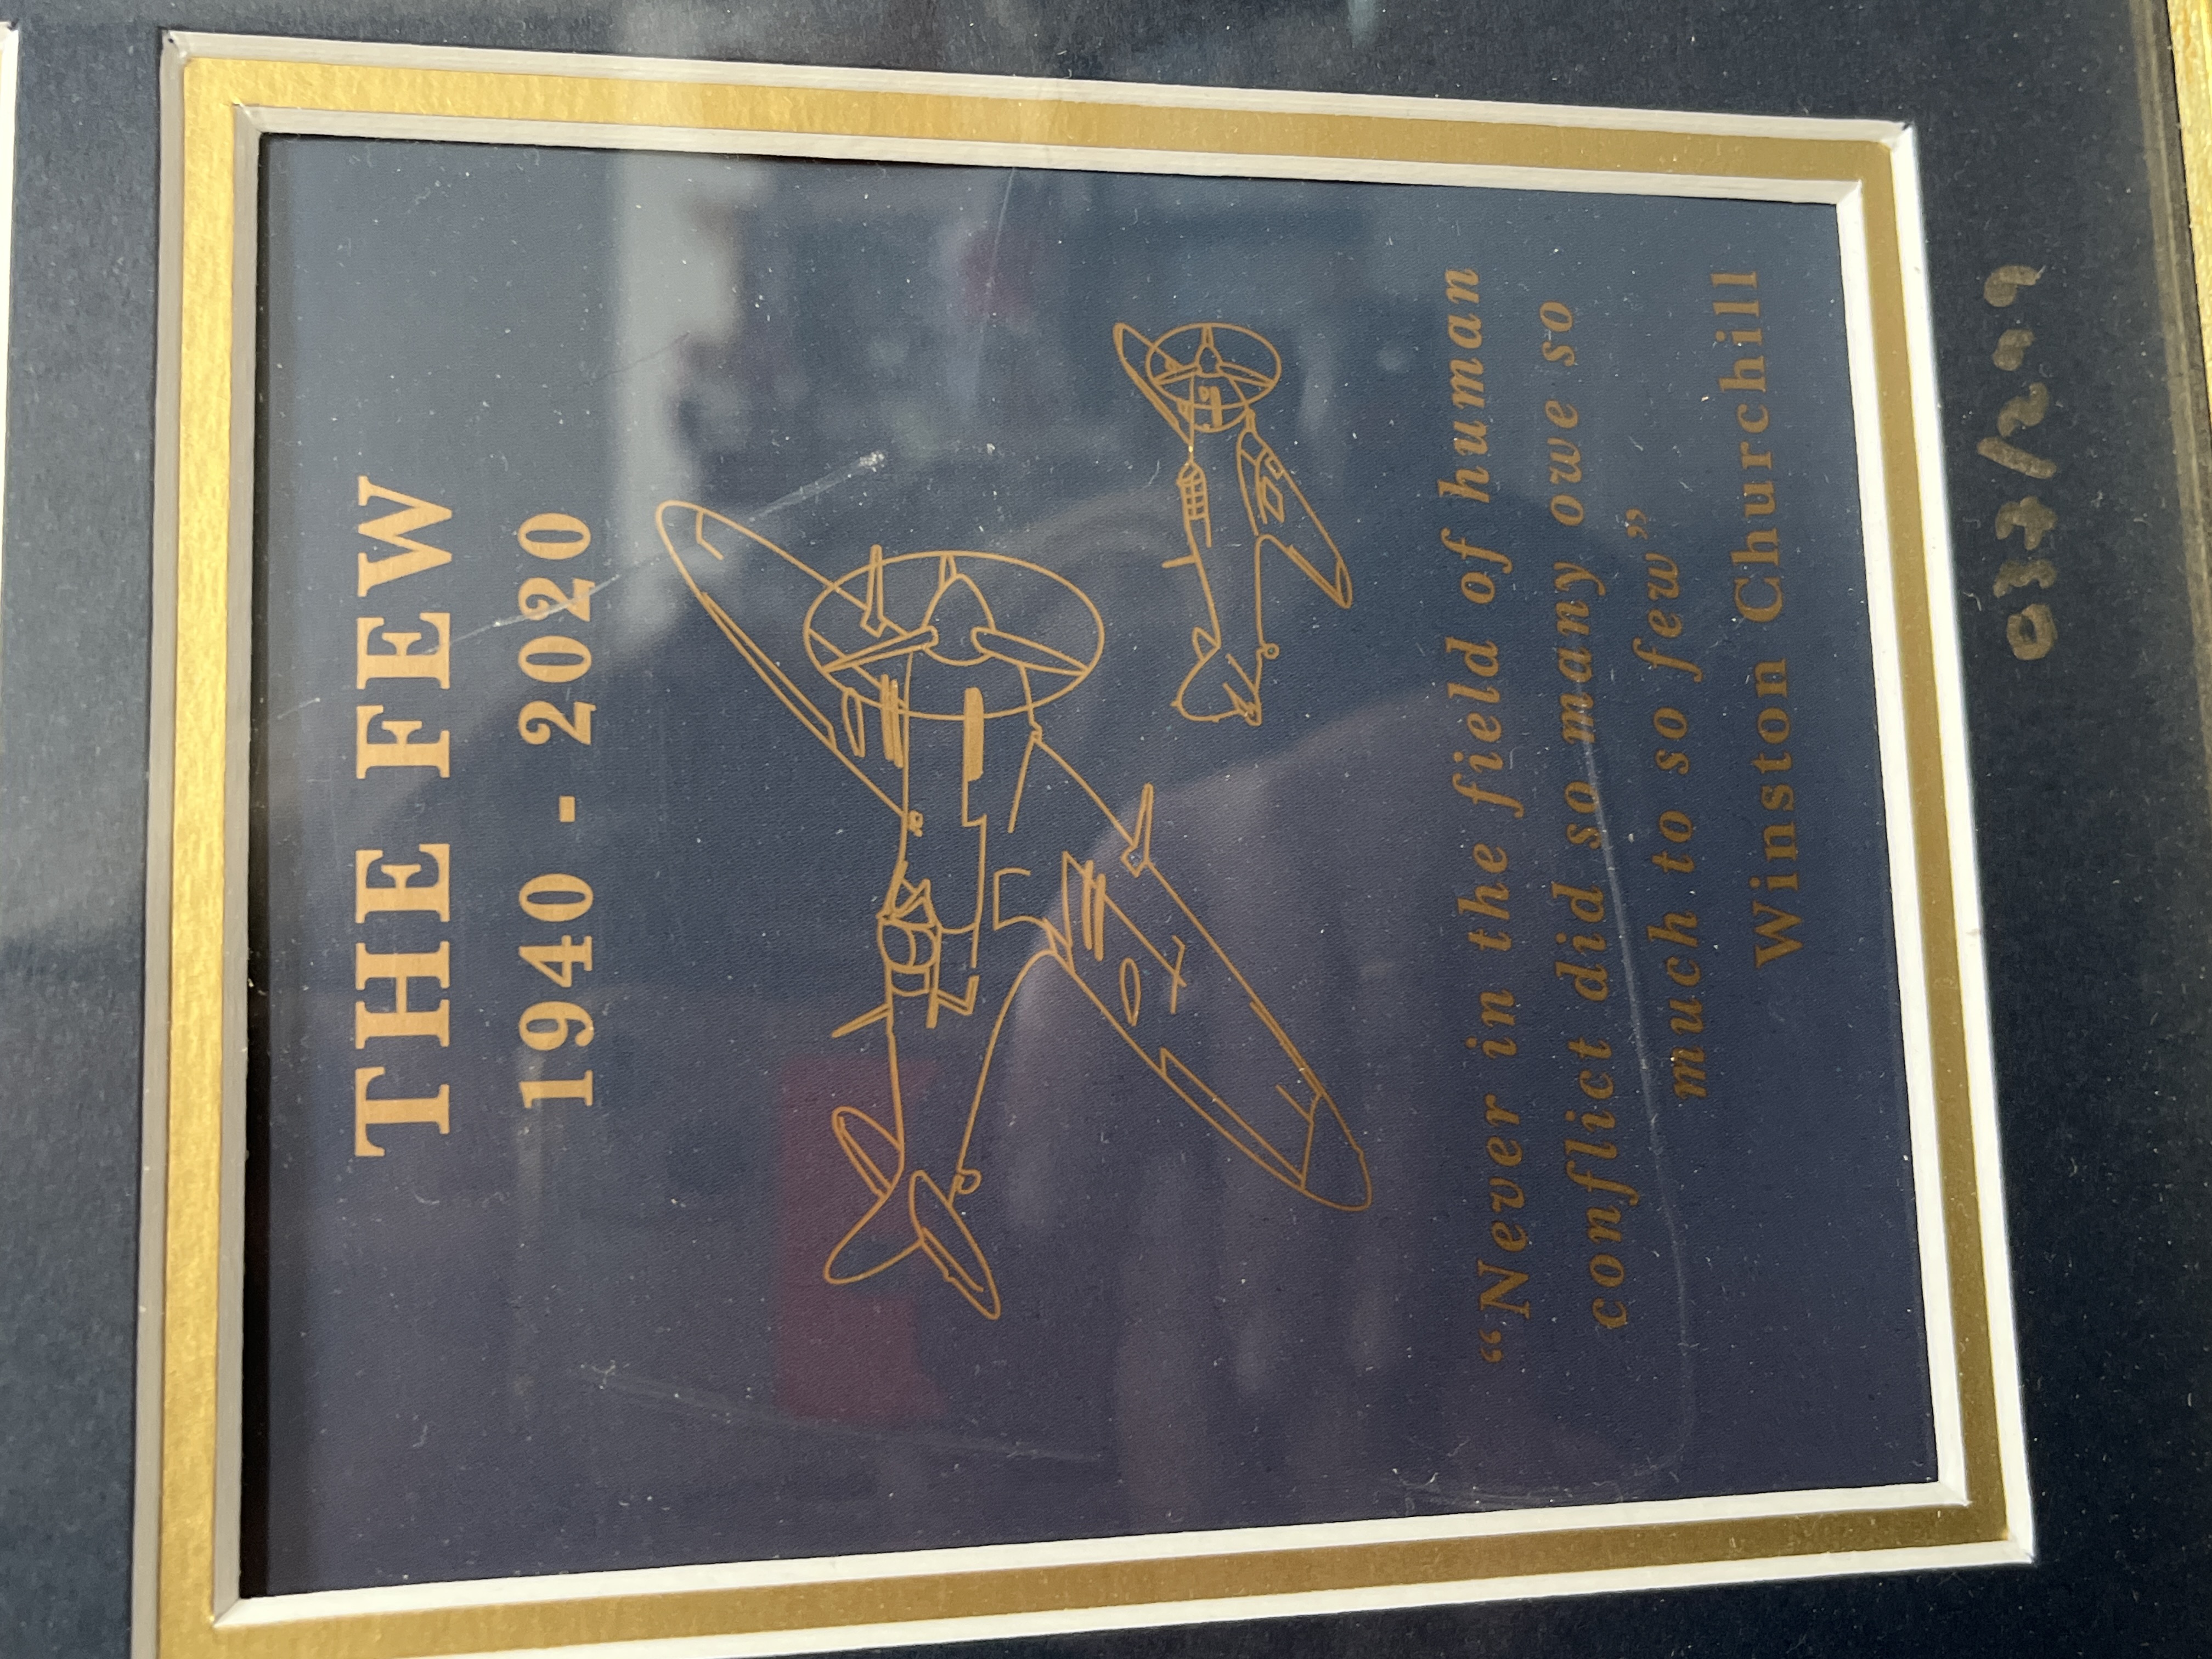 THE FEW
1940 - 2020
“Never in the field of human
conflict did so many owe so
much to so few”
Winston Churchill